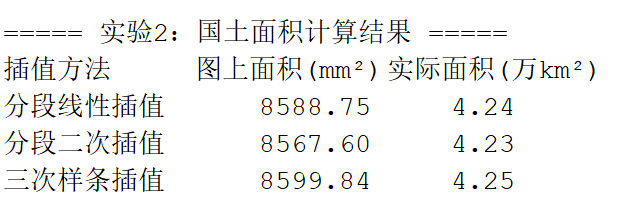 ===== 实验2: 国土面积计算结果 =====
插值方法 图上面积(mm²) 实际面积(万km²)
分段线性插值 8588.75 4.24
分段二次插值 8567.60 4.23
三次样条插值 8599.84 4.25